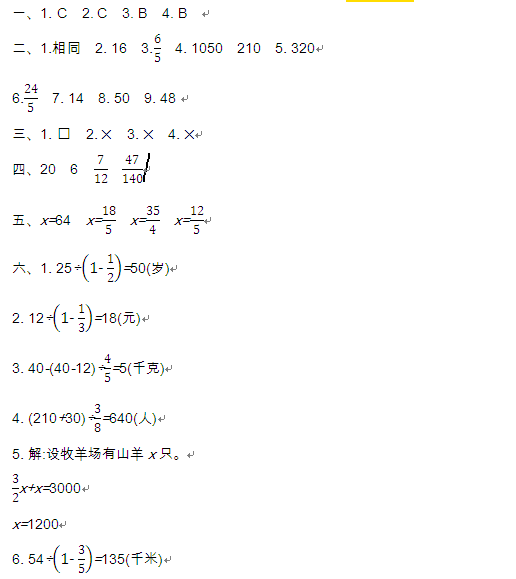 一、1. C 2. C 3. B 4. B ↵
二、1.相同 2. 16 3.6/5 4. 1050 210 5. 320↵
6.24/5 7. 14 8. 50 9. 48 ↵
三、1. □ 2. × 3. × 4. ×↵
四、20 6 7/12 47/140↵
五、x=64 x=18/5 x=35/4 x=12/5↵
六、1. 25÷(1-1/2)=50(岁)↵
2. 12÷(1-1/3)=18(元)↵
3. 40-(40-12)÷4/5=5(千克)↵
4. (210+30)÷3/8=640(人)↵
5. 解:设牧羊场有山羊 x 只。↵
3/2x+x=3000↵
x=1200↵
6. 54÷(1-3/5)=135(千米)↵